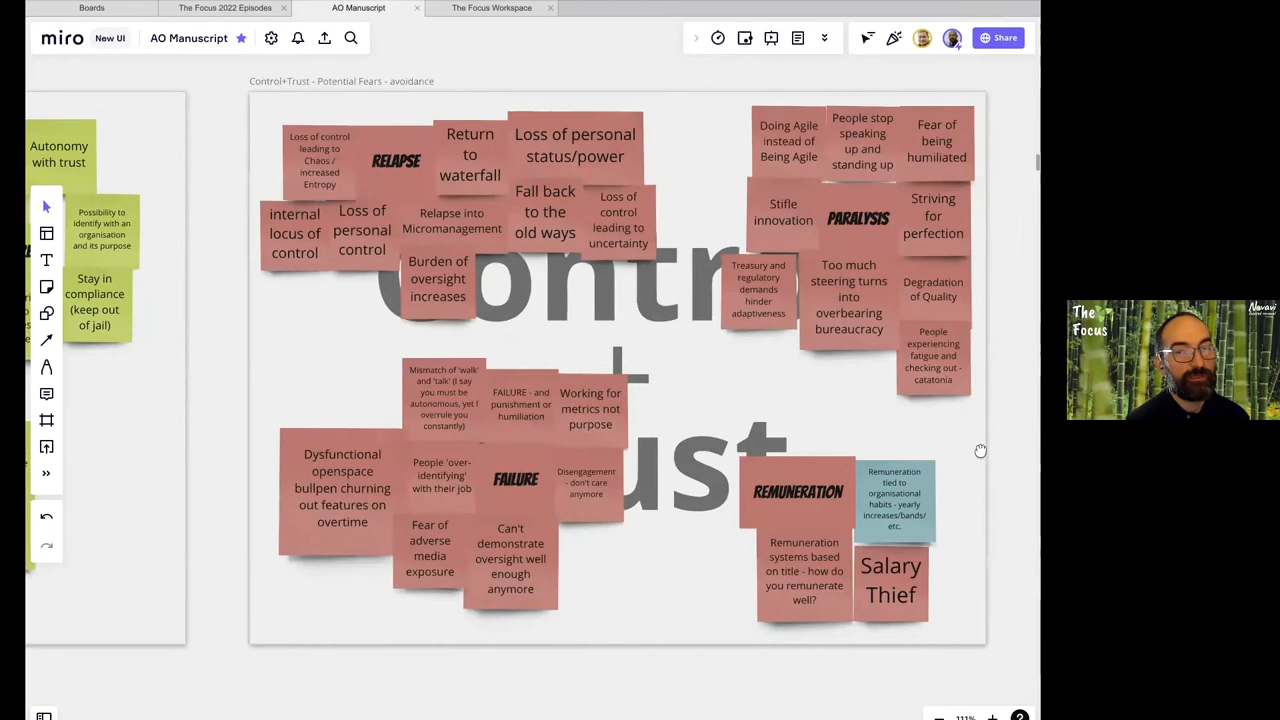 Boards
The Focus 2022 Episodes
AO Manuscript
The Focus Workspace
miro
New UI
AO Manuscript
Share
Control+Trust - Potential Fears - avoidance
Autonomy
with trust
Possibility to
identify with an
organisation
and its purpose
Stay in
compliance
(keep out
of jail)
Loss of control
leading to
Chaos /
increased
Entropy
RELAPSE
Return
to
waterfall
Loss of personal
status/power
internal
locus of
control
Loss of
personal
control
Relapse into
Micromanagement
Fall back
to the
old ways
Loss of
control
leading to
uncertainty
Burden of
oversight
increases
Doing Agile
instead of
Being Agile
People stop
speaking
up and
standing up
Fear of
being
humiliated
Stifle
innovation
PARALYSIS
Striving
for
perfection
Treasury and
regulatory
demands
hinder
adaptiveness
Too much
steering turns
into
overbearing
bureaucracy
Degradation
of Quality
People
experiencing
fatigue and
checking out -
catatonia
Contr
+
ust
Mismatch of 'walk'
and 'talk' (I say
you must be
autonomous, yet I
overrule you
constantly)
FAILURE - and
punishment or
humiliation
Working for
metrics not
purpose
Dysfunctional
openspace
bullpen churning
out features on
overtime
People 'over-
identifying'
with their job
FAILURE
Disengagement
- don't care
anymore
Fear of
adverse
media
exposure
Can't
demonstrate
oversight well
enough
anymore
REMUNERATION
Remuneration
tied to
organisational
habits - yearly
increases/bands/
etc.
Remuneration
systems based
on title - how do
you remunerate
well?
Salary
Thief
111%
The
Focus